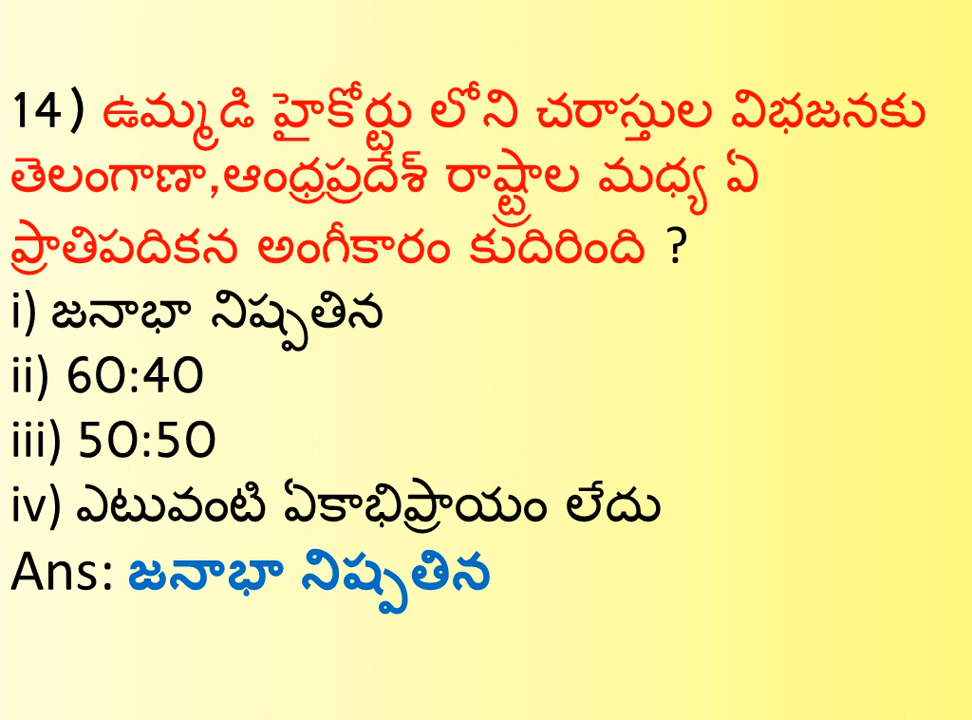 14) ఉమ్మడి హైకోర్టు లోని చరాస్తుల విభజనకు
తెలంగాణా,ఆంధ్రప్రదేశ్ రాష్ట్రాల మధ్య ఏ
ప్రాతిపదికన అంగీకారం కుదిరింది ?
i) జనాభా నిష్పతిన
ii) 60:40
iii) 50:50
iv) ఎటువంటి ఏకాభిప్రాయం లేదు
Ans: జనాభా నిష్పతిన